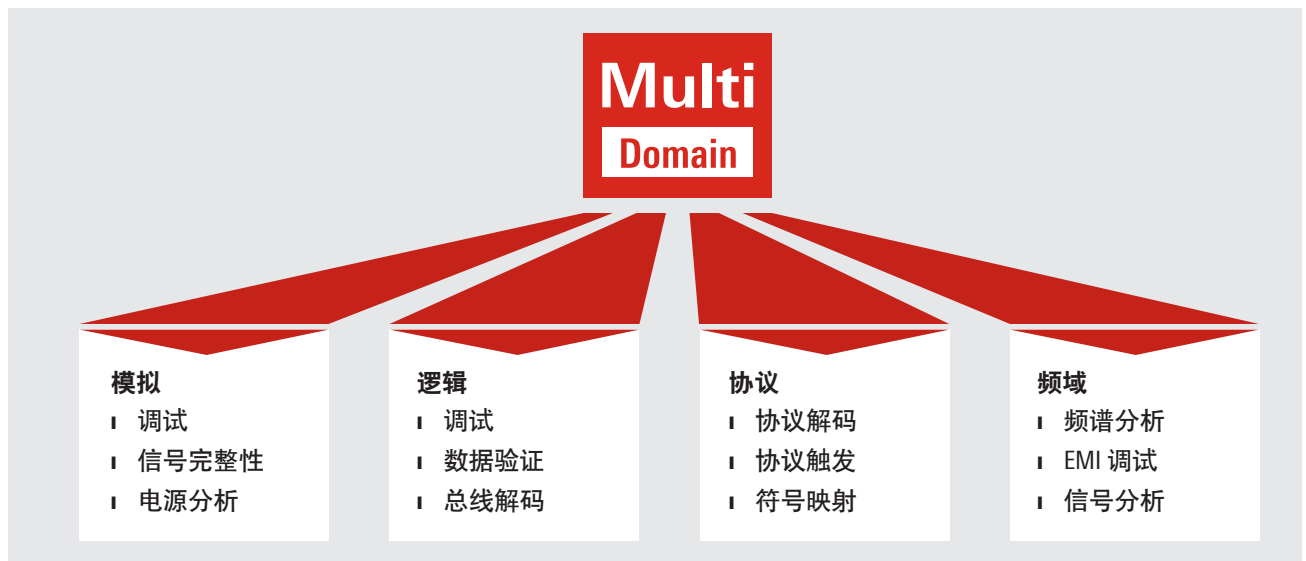 Multi
Domain
模拟
调试
信号完整性
电源分析
逻辑
调试
数据验证
总线解码
协议
协议解码
协议触发
符号映射
频域
频谱分析
EMI 调试
信号分析